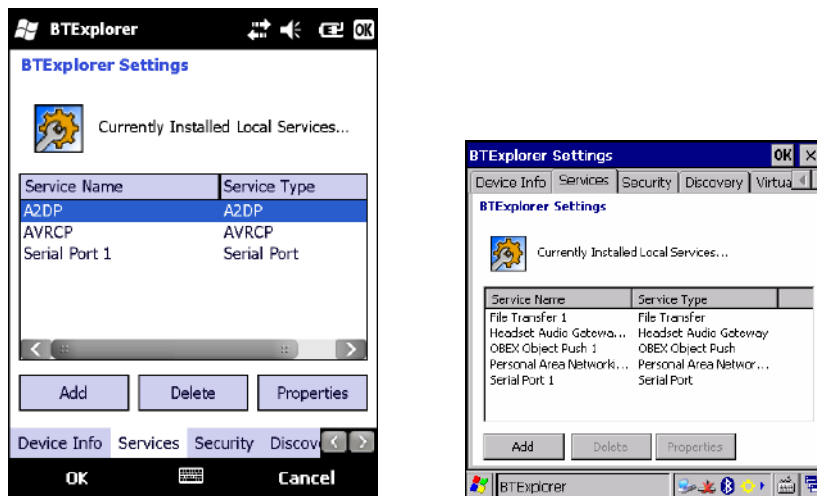 BTExplorer
OK
BTExplorer Settings
Currently Installed Local Services...
Service Name Service Type
A2DP A2DP
AVRCP AVRCP
Serial Port 1 Serial Port
Add Delete Properties
Device Info Services Security Discov
OK Cancel
BTExplorer Settings OK
Device Info Services Security Discovery Virtua
BTExplorer Settings
Currently Installed Local Services...
Service Name Service Type
File Transfer 1 File Transfer
Headset Audio Gatewa... Headset Audio Gateway
OBEX Object Push 1 OBEX Object Push
Personal Area Networki... Personal Area Networ...
Serial Port 1 Serial Port
Add Delete Properties
BTExplorer